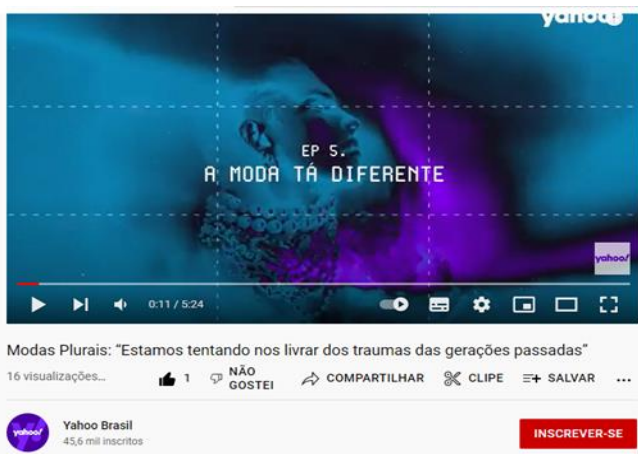 yahoo!
EP 5.
A MODA TÁ DIFERENTE
yahoo!
0:11 / 5:24
Modas Plurais: “Estamos tentando nos livrar dos traumas das gerações passadas”
16 visualizações...
1
NÃO GOSTEI
COMPARTILHAR
CLIPE
SALVAR
...
yahoo!
Yahoo Brasil
45,6 mil inscritos
INSCREVER-SE